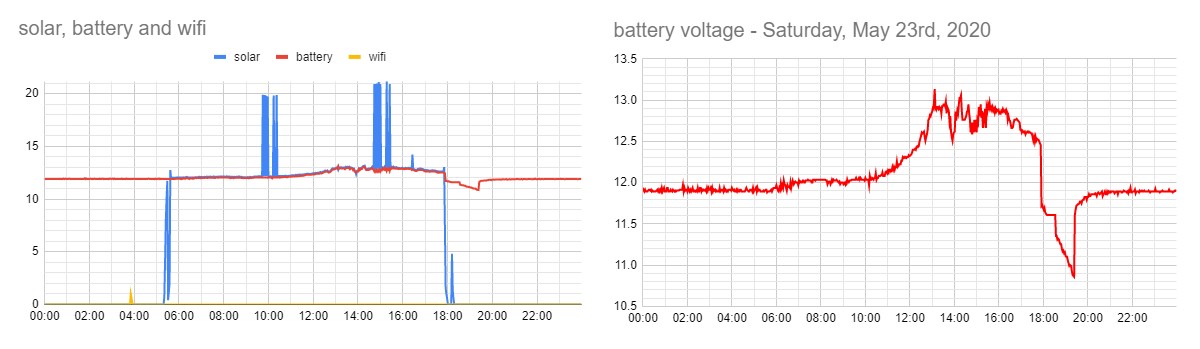 solar, battery and wifi
solar battery wifi
20
15
10
5
0
00:00 02:00 04:00 06:00 08:00 10:00 12:00 14:00 16:00 18:00 20:00 22:00
battery voltage - Saturday, May 23rd, 2020
13.5
13.0
12.5
12.0
11.5
11.0
10.5
00:00 02:00 04:00 06:00 08:00 10:00 12:00 14:00 16:00 18:00 20:00 22:00